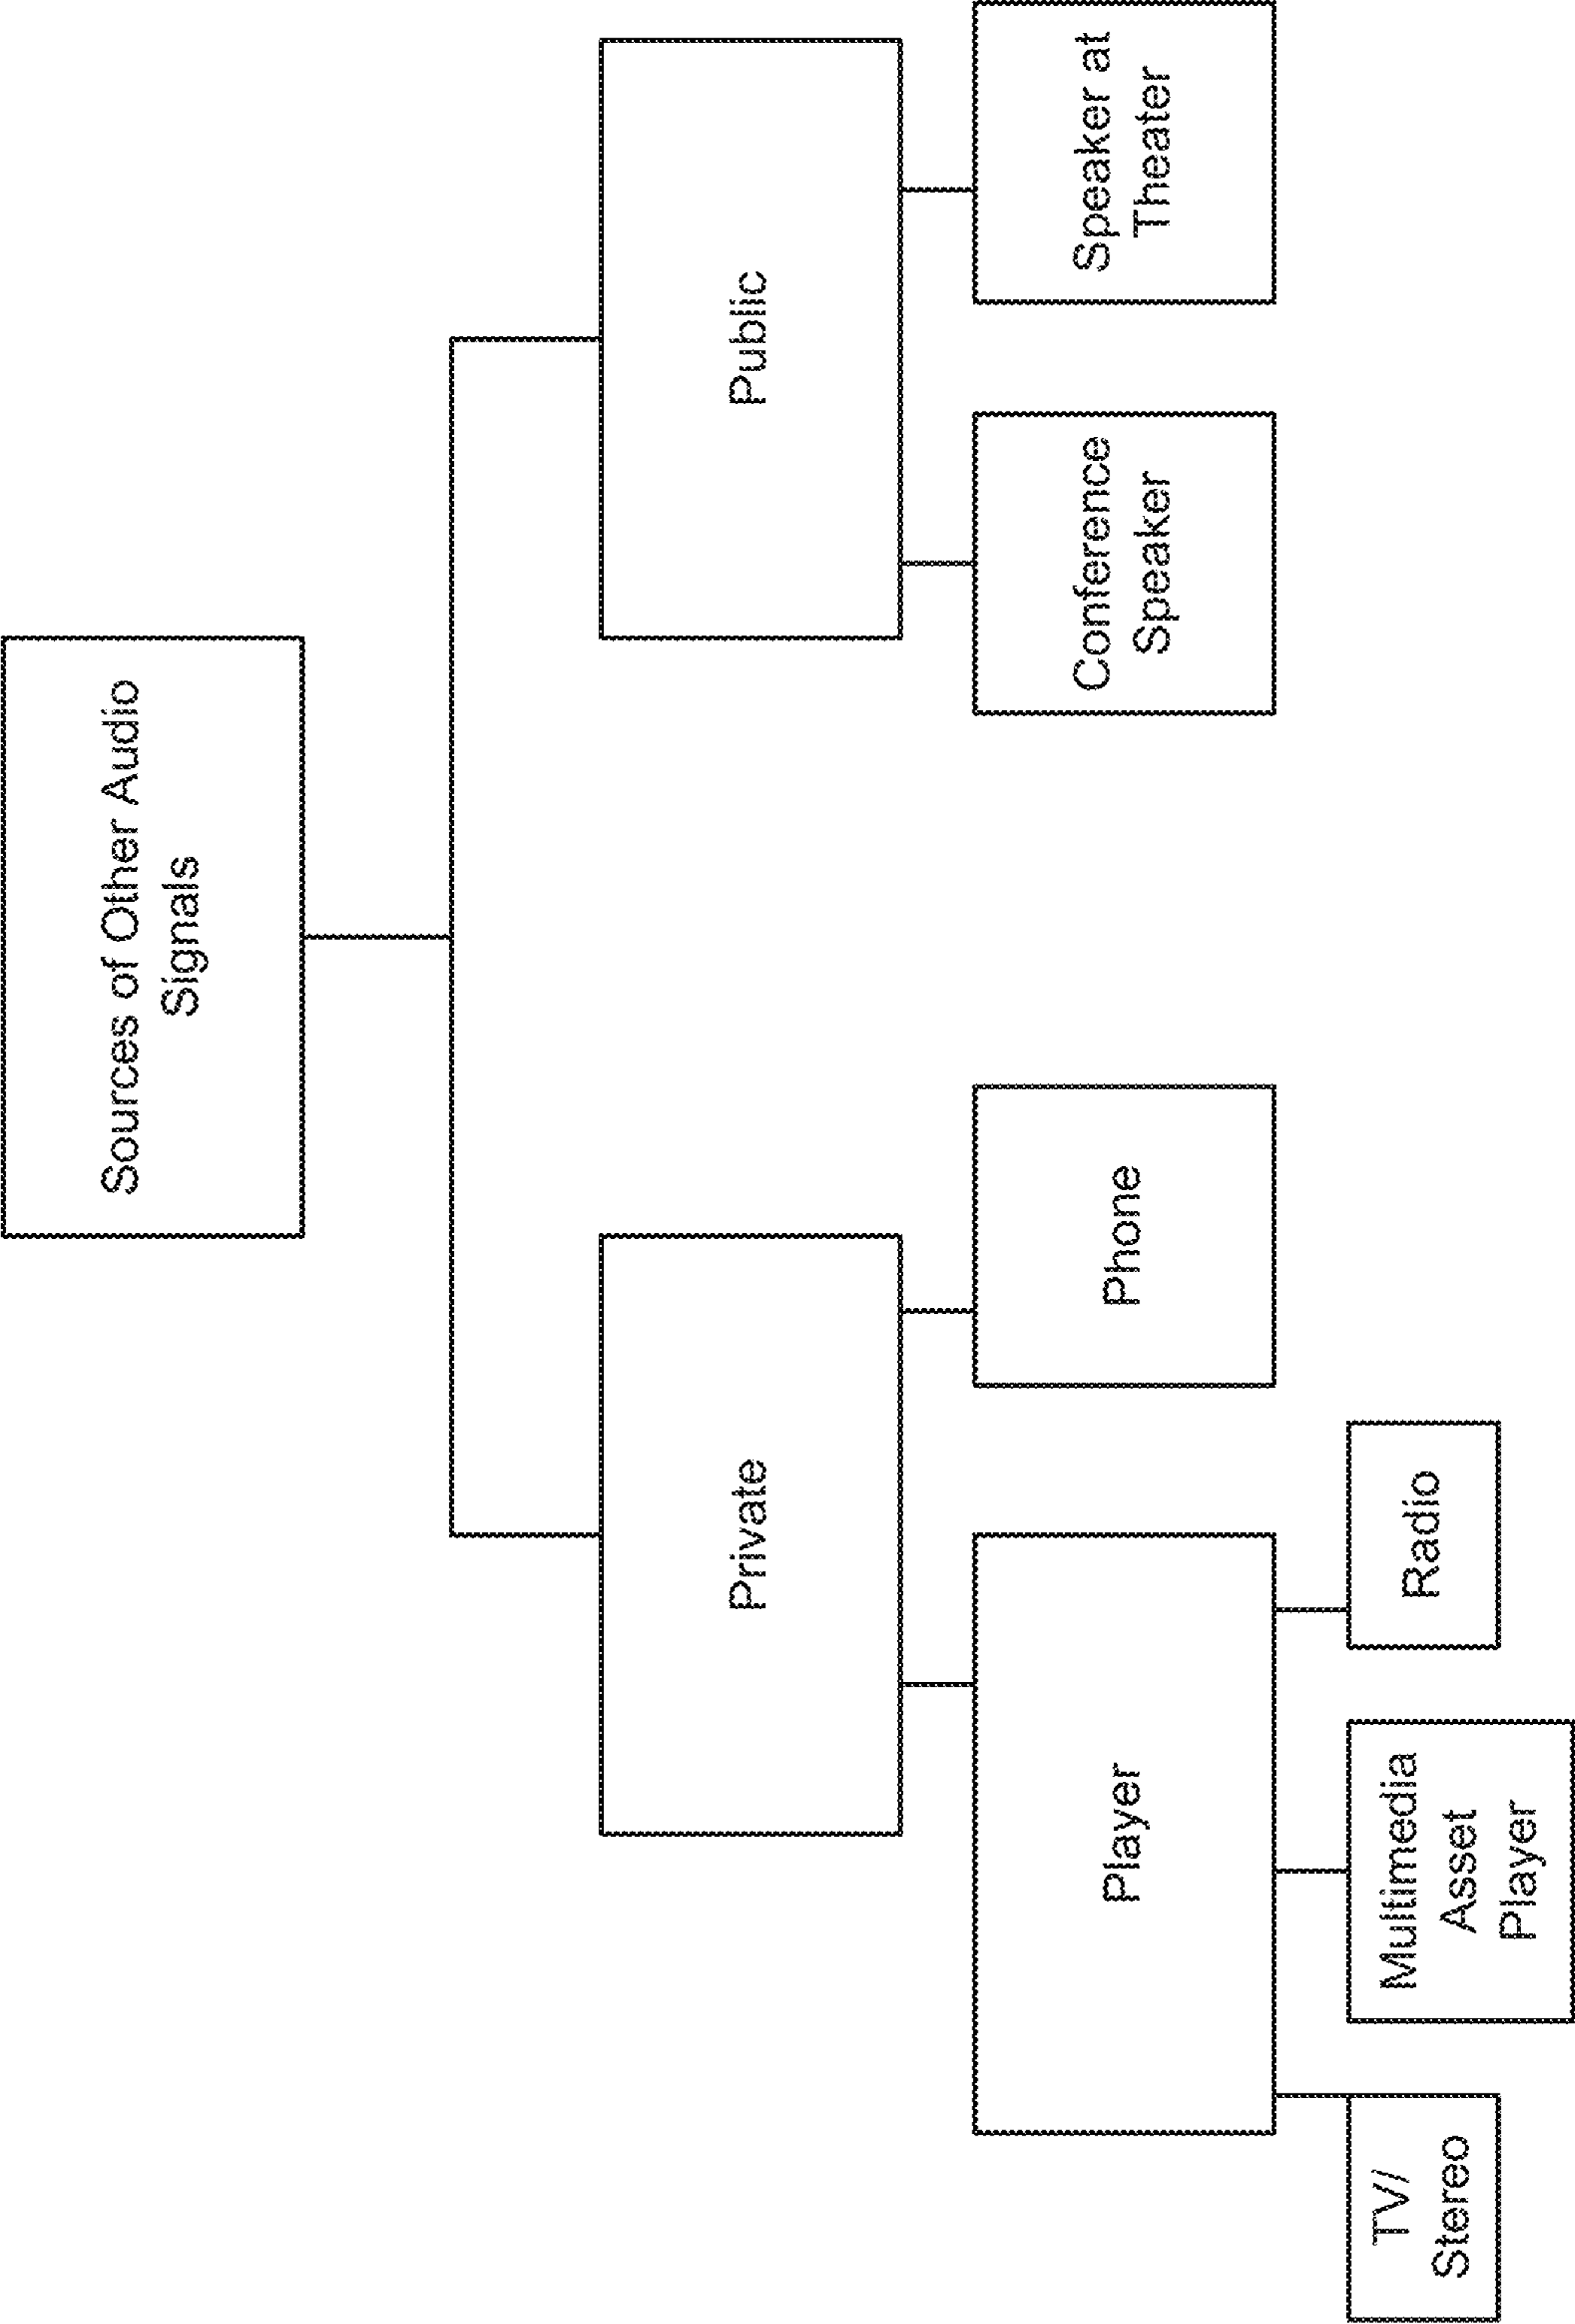 Sources of Other Audio
Signals
Private
Public
Player
Phone
Conference
Speaker
Speaker at
Theater
TV/
Stereo
Multimedia
Asset
Player
Radio